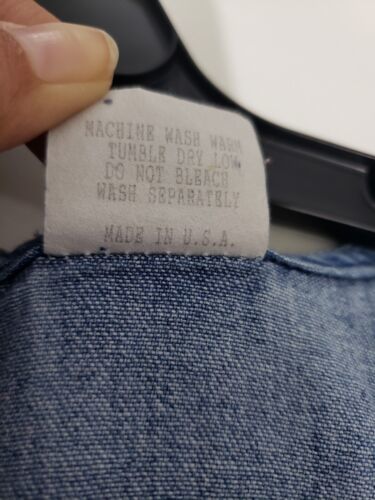 MACHINE WASH WARM
TUMBLE DRY LOW
DO NOT BLEACH
WASH SEPARATELY
MADE IN U.S.A.